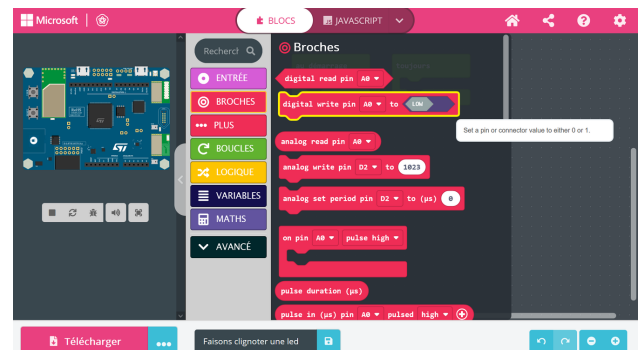 Microsoft
BLOCS
JAVASCRIPT
Recherc
ENTRÉE
BROCHES
PLUS
BOUCLES
LOGIQUE
VARIABLES
MATHS
AVANCÉ
Broches
digital read pin A0
digital write pin A0 to LOW
Set a pin or connector value to either 0 or 1.
analog read pin A0
analog write pin D2 to 1023
analog set period pin D2 to (µs) 0
on pin A0 pulse high
pulse duration (µs)
pulse in (µs) pin A0 pulsed high
Télécharger
Faisons clignoter une led